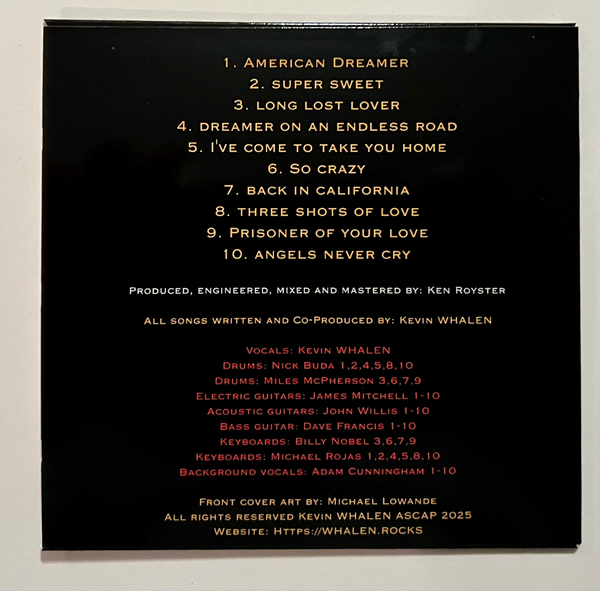 1. American Dreamer
2. super sweet
3. long lost lover
4. dreamer on an endless road
5. I've come to take you home
6. So crazy
7. back in california
8. three shots of love
9. Prisoner of your love
10. angels never cry
Produced, engineered, mixed and mastered by: Ken Royster
All songs written and Co-Produced by: Kevin WHALEN
Vocals: Kevin WHALEN
Drums: Nick Buda 1,2,4,5,8,10
Drums: Miles McPherson 3,6,7,9
Electric guitars: James Mitchell 1-10
Acoustic guitars: John Willis 1-10
Bass guitar: Dave Francis 1-10
Keyboards: Billy Nobel 3,6,7,9
Keyboards: Michael Rojas 1,2,4,5,8,10
Background vocals: Adam Cunningham 1-10
Front cover art by: Michael Lowande
All rights reserved Kevin WHALEN ASCAP 2025
Website: Https://WHALEN.ROCKS